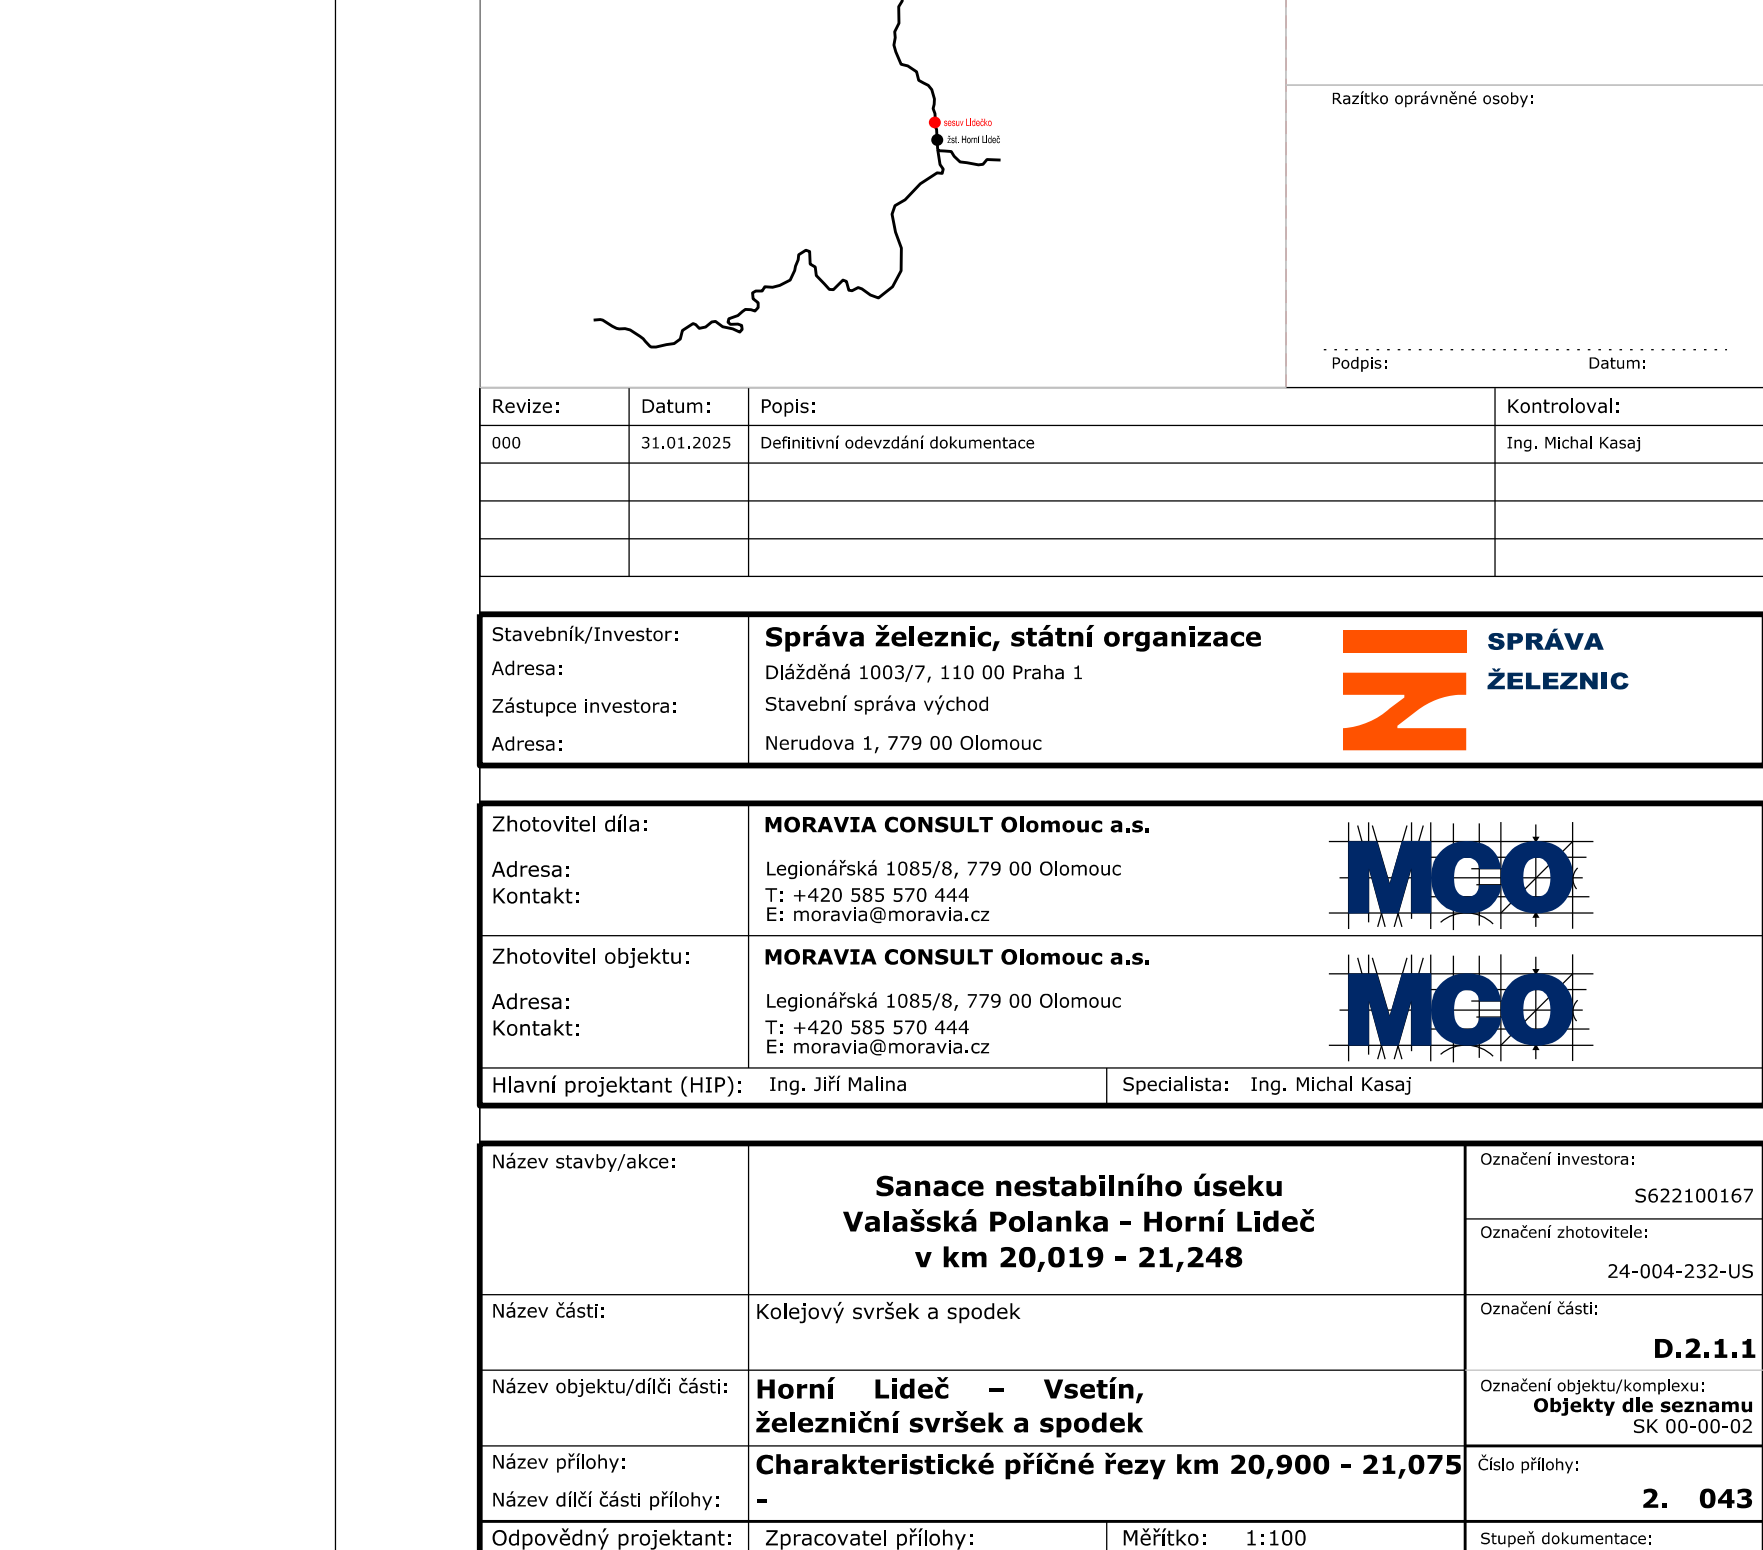 Razítko oprávněné osoby:
sesuv Lidečko
žst. Horní Lideč
Podpis: Datum:
Revize: Datum: Popis: Kontroloval:
000 31.01.2025 Definitivní odevzdání dokumentace Ing. Michal Kasaj
Stavebník/Investor: Správa železnic, státní organizace
SPRÁVA
ŽELEZNIC
Adresa: Dlážděná 1003/7, 110 00 Praha 1
Zástupce investora: Stavební správa východ
Adresa: Nerudova 1, 779 00 Olomouc
Zhotovitel díla: MORAVIA CONSULT Olomouc a.s.
MCO
Adresa: Legionářská 1085/8, 779 00 Olomouc
Kontakt: T: +420 585 570 444
E: moravia@moravia.cz
Zhotovitel objektu: MORAVIA CONSULT Olomouc a.s.
MCO
Adresa: Legionářská 1085/8, 779 00 Olomouc
Kontakt: T: +420 585 570 444
E: moravia@moravia.cz
Hlavní projektant (HIP): Ing. Jiří Malina Specialista: Ing. Michal Kasaj
Název stavby/akce:
Sanace nestabilního úseku
Valašská Polanka - Horní Lideč
v km 20,019 - 21,248
Označení investora:
S622100167
Označení zhotovitele:
24-004-232-US
Název části: Kolejový svršek a spodek
Označení části:
D.2.1.1
Název objektu/dílči části: Horní Lideč – Vsetín,
železniční svršek a spodek
Označení objektu/komplexu:
Objekty dle seznamu
SK 00-00-02
Název přílohy: Charakteristické příčné řezy km 20,900 - 21,075
Číslo přílohy:
Název dílčí části přílohy: -
2. 043
Odpovědný projektant: Zpracovatel přílohy: Měřítko: 1:100 Stupeň dokumentace: